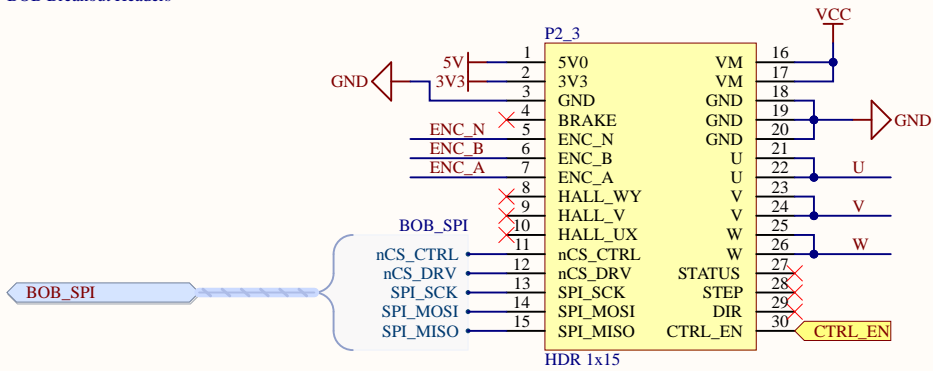 VCC
P2_3
5V 1 5V0 VM 16
3V3 2 3V3 VM 17
GND 3 GND GND 18
4 BRAKE GND 19 GND
ENC_N 5 ENC_N GND 20
ENC_B 6 ENC_B U 21
ENC_A 7 ENC_A U 22 U
8 HALL_WY V 23
9 HALL_V V 24 V
BOB_SPI 10 HALL_UX W 25
nCS_CTRL 11 nCS_CTRL W 26 W
nCS_DRV 12 nCS_DRV STATUS 27
BOB_SPI SPI_SCK 13 SPI_SCK STEP 28
SPI_MOSI 14 SPI_MOSI DIR 29
SPI_MISO 15 SPI_MISO CTRL_EN 30 CTRL_EN
HDR 1x15